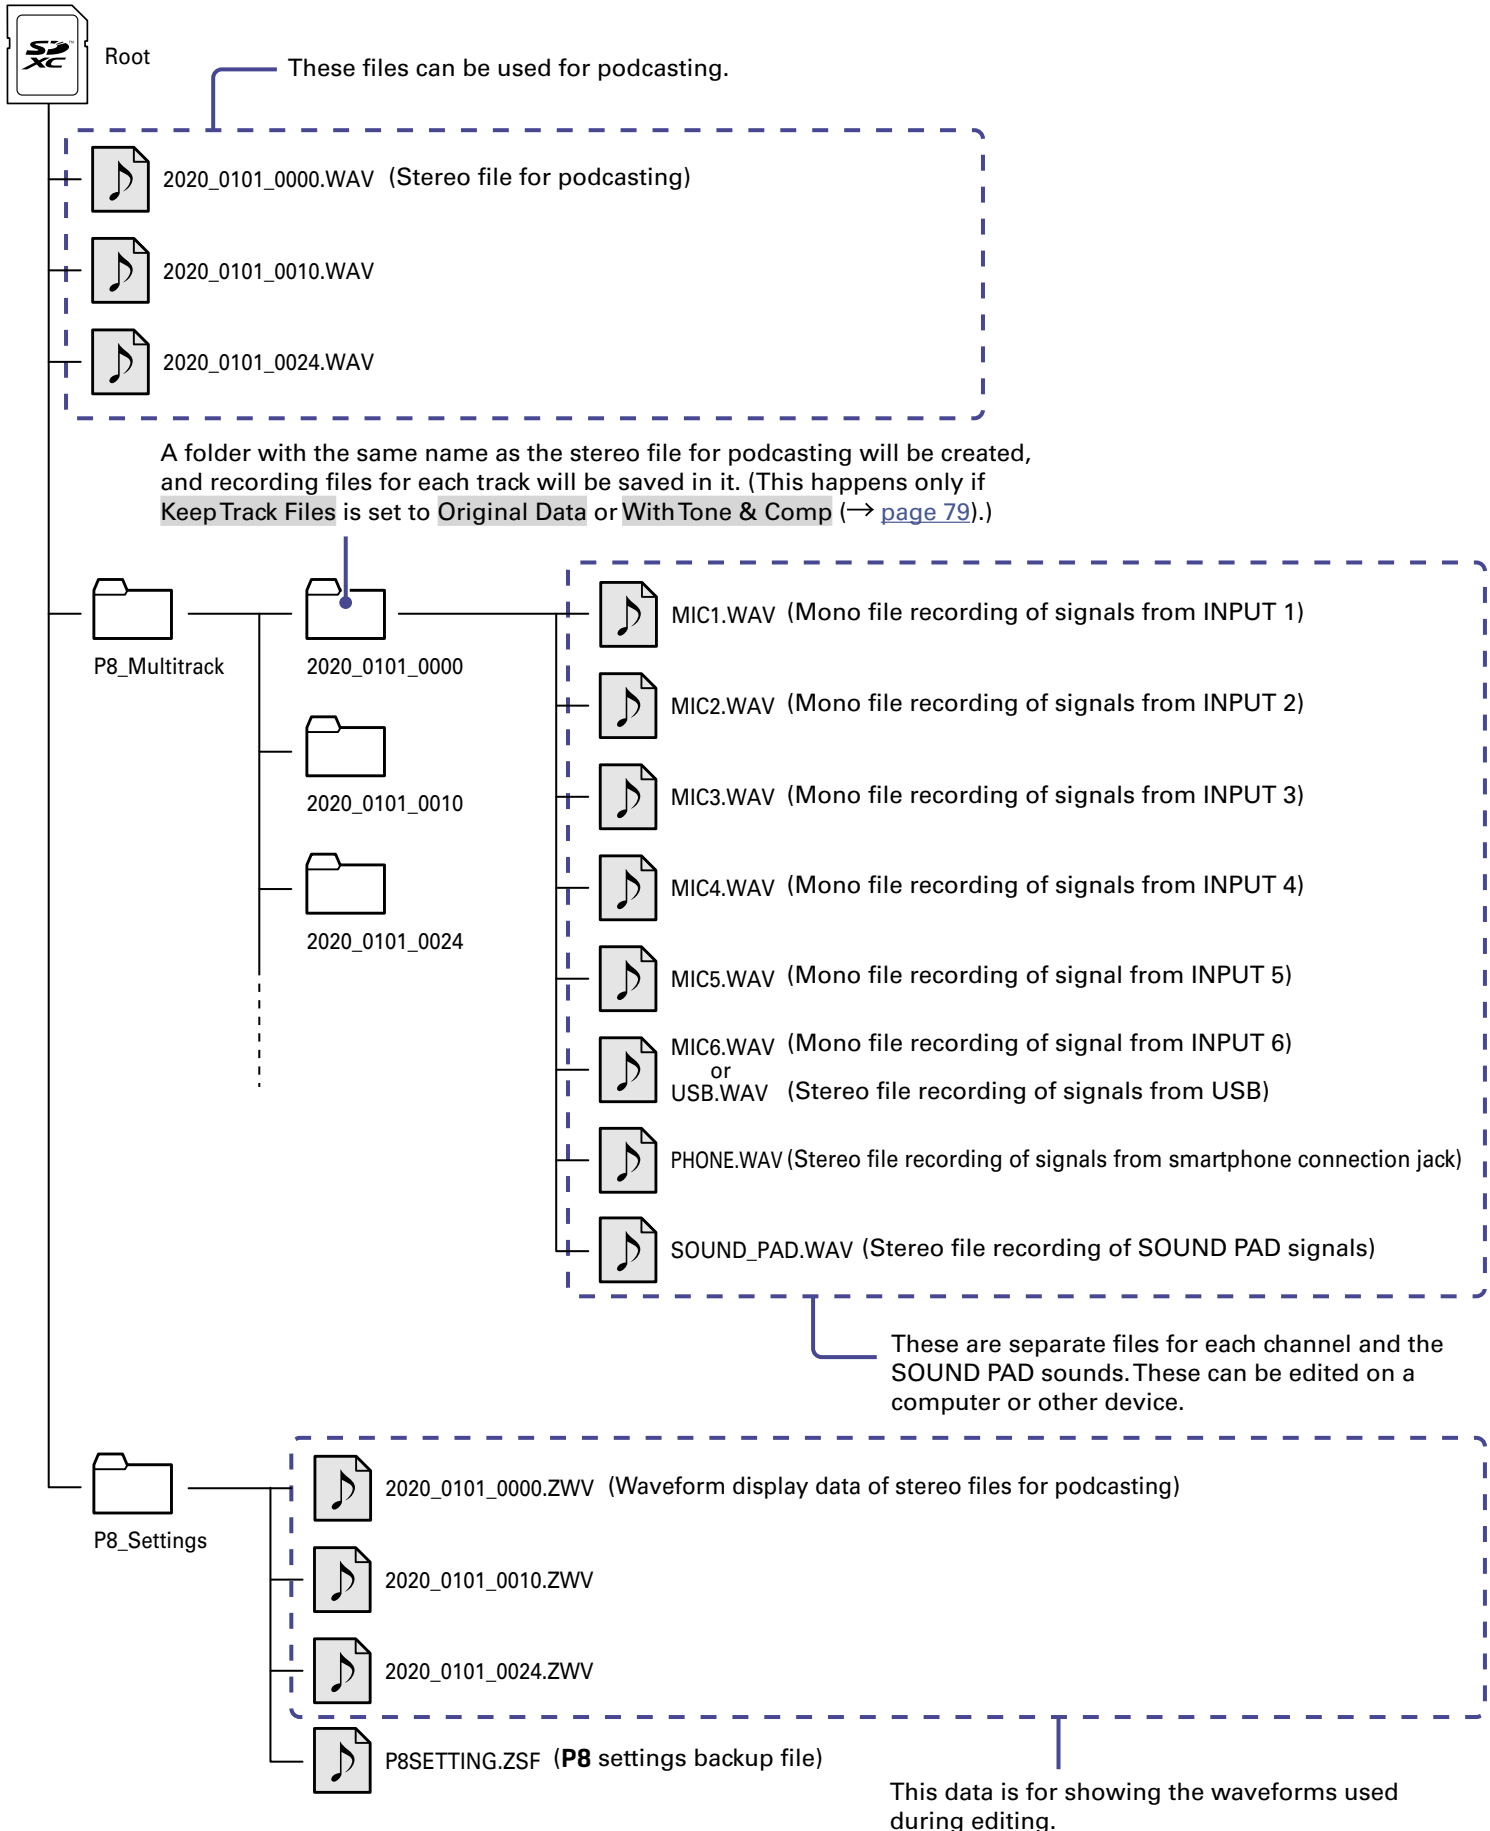 SD XC™
Root
These files can be used for podcasting.
2020_0101_0000.WAV (Stereo file for podcasting)
2020_0101_0010.WAV
2020_0101_0024.WAV
A folder with the same name as the stereo file for podcasting will be created,
and recording files for each track will be saved in it. (This happens only if
Keep Track Files is set to Original Data or With Tone & Comp (→ page 79).)
P8_Multitrack
2020_0101_0000
2020_0101_0010
2020_0101_0024
MIC1.WAV (Mono file recording of signals from INPUT 1)
MIC2.WAV (Mono file recording of signals from INPUT 2)
MIC3.WAV (Mono file recording of signals from INPUT 3)
MIC4.WAV (Mono file recording of signals from INPUT 4)
MIC5.WAV (Mono file recording of signal from INPUT 5)
MIC6.WAV (Mono file recording of signal from INPUT 6)
or
USB.WAV (Stereo file recording of signals from USB)
PHONE.WAV (Stereo file recording of signals from smartphone connection jack)
SOUND_PAD.WAV (Stereo file recording of SOUND PAD signals)
These are separate files for each channel and the
SOUND PAD sounds. These can be edited on a
computer or other device.
P8_Settings
2020_0101_0000.ZWV (Waveform display data of stereo files for podcasting)
2020_0101_0010.ZWV
2020_0101_0024.ZWV
P8SETTING.ZSF (P8 settings backup file)
This data is for showing the waveforms used
during editing.